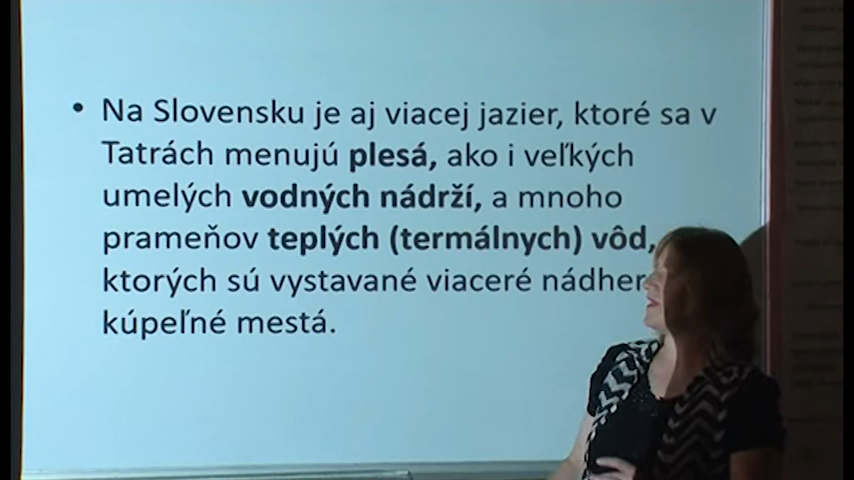 • Na Slovensku je aj viacej jazier, ktoré sa v
Tatrách menujú plesá, ako i veľkých
umelých vodných nádrží, a mnoho
prameňov teplých (termálnych) vôd,
ktorých sú vystavané viaceré
kúpeľné mestá.